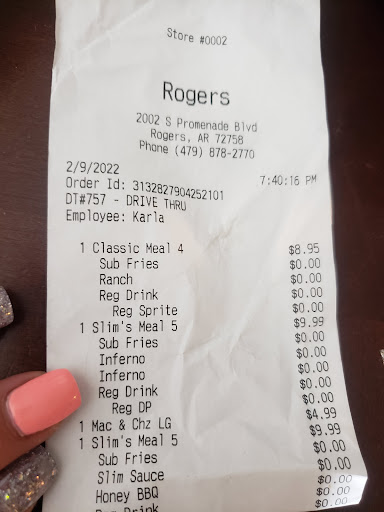 Store #0002
Rogers
2002 S Promenade Blvd
Rogers, AR 72758
Phone (479) 878-2770
2/9/2022 7:40:16 PM
Order Id: 3132827904252101
DT#757 - DRIVE THRU
Employee: Karla
1 Classic Meal 4 $8.95
Sub Fries $0.00
Ranch $0.00
Reg Drink $0.00
Reg Sprite $0.00
1 Slim's Meal 5 $9.99
Sub Fries $0.00
Inferno $0.00
Inferno $0.00
Reg Drink $0.00
Reg DP $0.00
1 Mac & Chz LG $4.99
1 Slim's Meal 5 $9.99
Sub Fries $0.00
Slim Sauce $0.00
Honey BBQ $0.00
Reg Drink $0.00